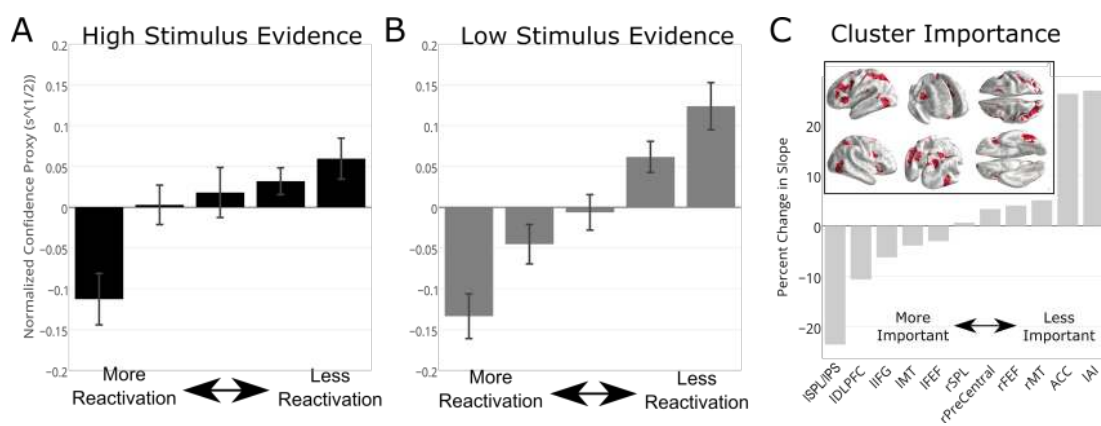 A High Stimulus Evidence
B Low Stimulus Evidence
C Cluster Importance
Normalized Confidence Proxy (s^(1/2))
0.2
0.15
0.1
0.05
0
−0.05
−0.1
−0.15
−0.2
More Reactivation
Less Reactivation
0.2
0.15
0.1
0.05
0
−0.05
−0.1
−0.15
−0.2
More Reactivation
Less Reactivation
Percent Change in Slope
20
10
0
−10
−20
More Important
Less Important
lSPL/IPS
lDLPFC
lIFG
lMT
lFEF
rSPL
rPreCentral
rFEF
rMT
ACC
lAI